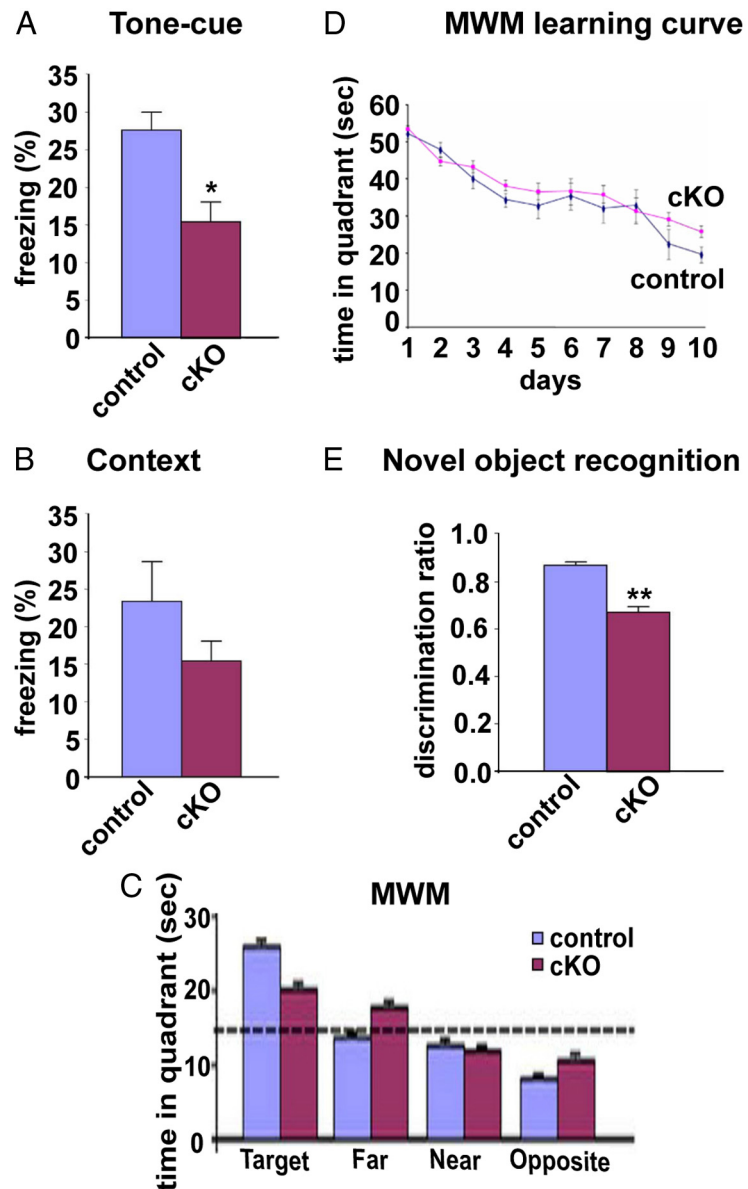 A Tone-cue
freezing (%)
35
30
25
20
15
10
5
0
*
control
cKO
D MWM learning curve
time in quadrant (sec)
60
50
40
30
20
10
0
cKO
control
1 2 3 4 5 6 7 8 9 10
days
B Context
freezing (%)
35
30
25
20
15
10
5
0
control
cKO
E Novel object recognition
discrimination ratio
1.0
0.8
0.6
0.4
0.2
0.0
**
control
cKO
C MWM
time in quadrant (sec)
30
20
10
0
control
cKO
Target Far Near Opposite